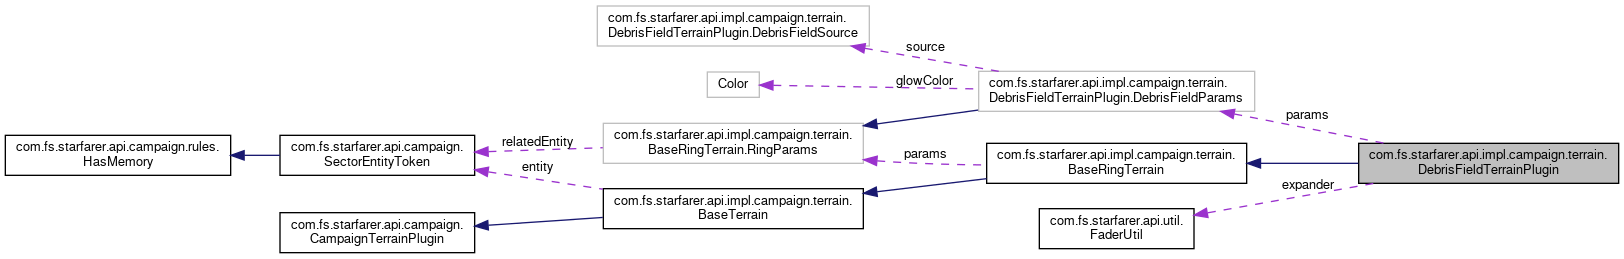 com.fs.starfarer.api.impl.campaign.terrain.
DebrisFieldTerrainPlugin.DebrisFieldSource
source
Color
glowColor
com.fs.starfarer.api.impl.campaign.terrain.
DebrisFieldTerrainPlugin.DebrisFieldParams
params
com.fs.starfarer.api.campaign.rules.
HasMemory
com.fs.starfarer.api.campaign.
SectorEntityToken
relatedEntity
entity
com.fs.starfarer.api.impl.campaign.terrain.
BaseRingTerrain.RingParams
params
com.fs.starfarer.api.impl.campaign.terrain.
BaseRingTerrain
com.fs.starfarer.api.impl.campaign.terrain.
DebrisFieldTerrainPlugin
expander
com.fs.starfarer.api.campaign.
CampaignTerrainPlugin
com.fs.starfarer.api.impl.campaign.terrain.
BaseTerrain
com.fs.starfarer.api.util.
FaderUtil